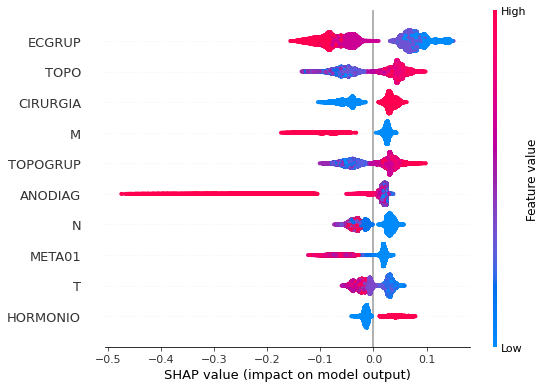 High
ECGRUP
TOPO
CIRURGIA
M
TOPOGRUP
ANODIAG
N
META01
T
HORMONIO
Feature value
Low
−0.5 −0.4 −0.3 −0.2 −0.1 0.0 0.1
SHAP value (impact on model output)